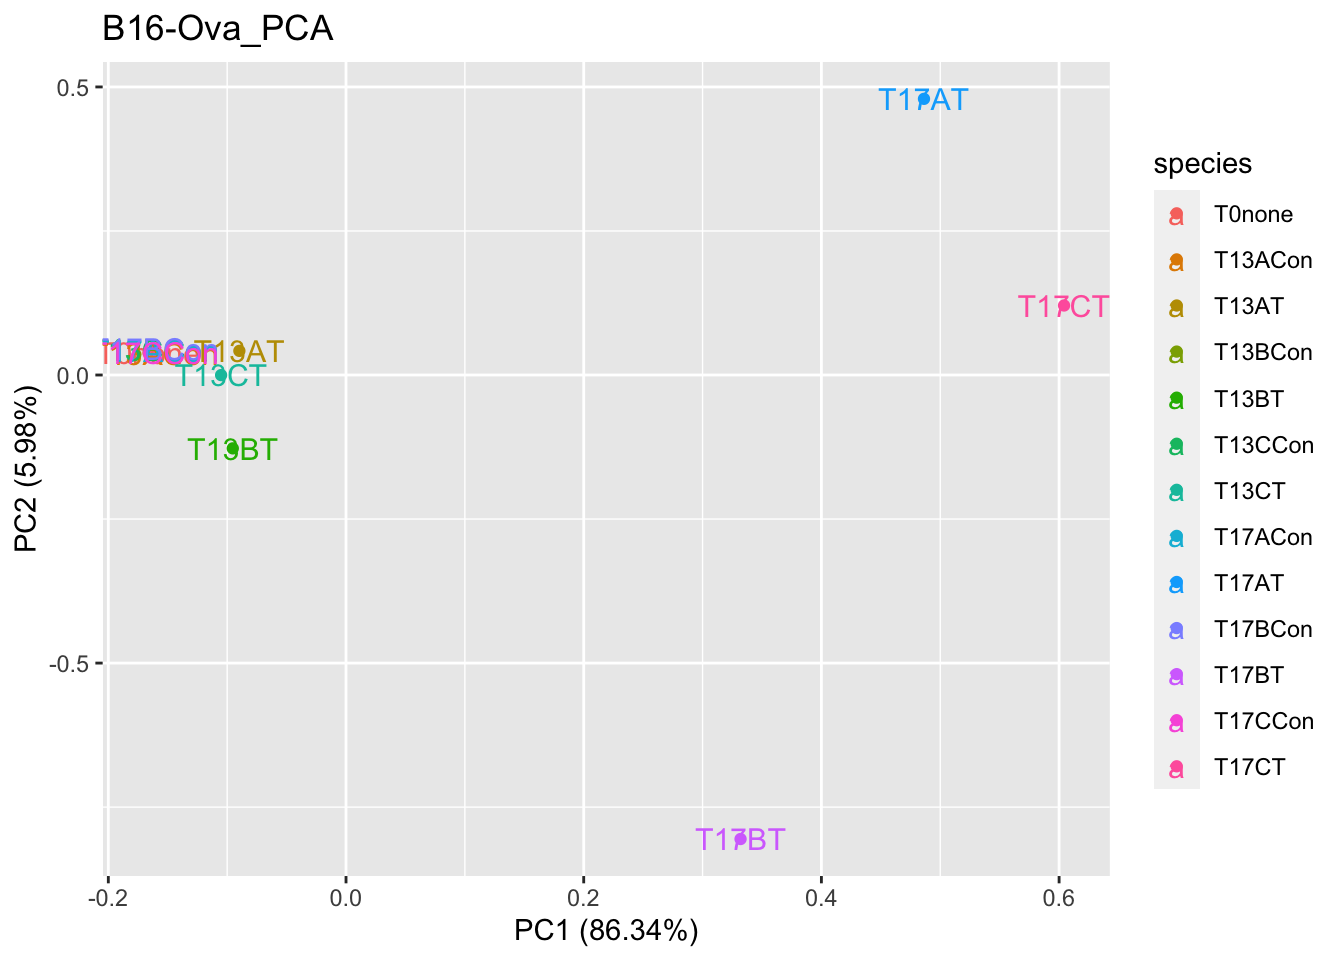 B16-Ova_PCA
0.5
0.0
-0.5
PC2 (5.98%)
T17AT
T17CT
T13AT
T13CT
T13BT
T17BT
-0.2
0.0
0.2
0.4
0.6
PC1 (86.34%)
species
a T0none
a T13ACon
a T13AT
a T13BCon
a T13BT
a T13CCon
a T13CT
a T17ACon
a T17AT
a T17BCon
a T17BT
a T17CCon
a T17CT